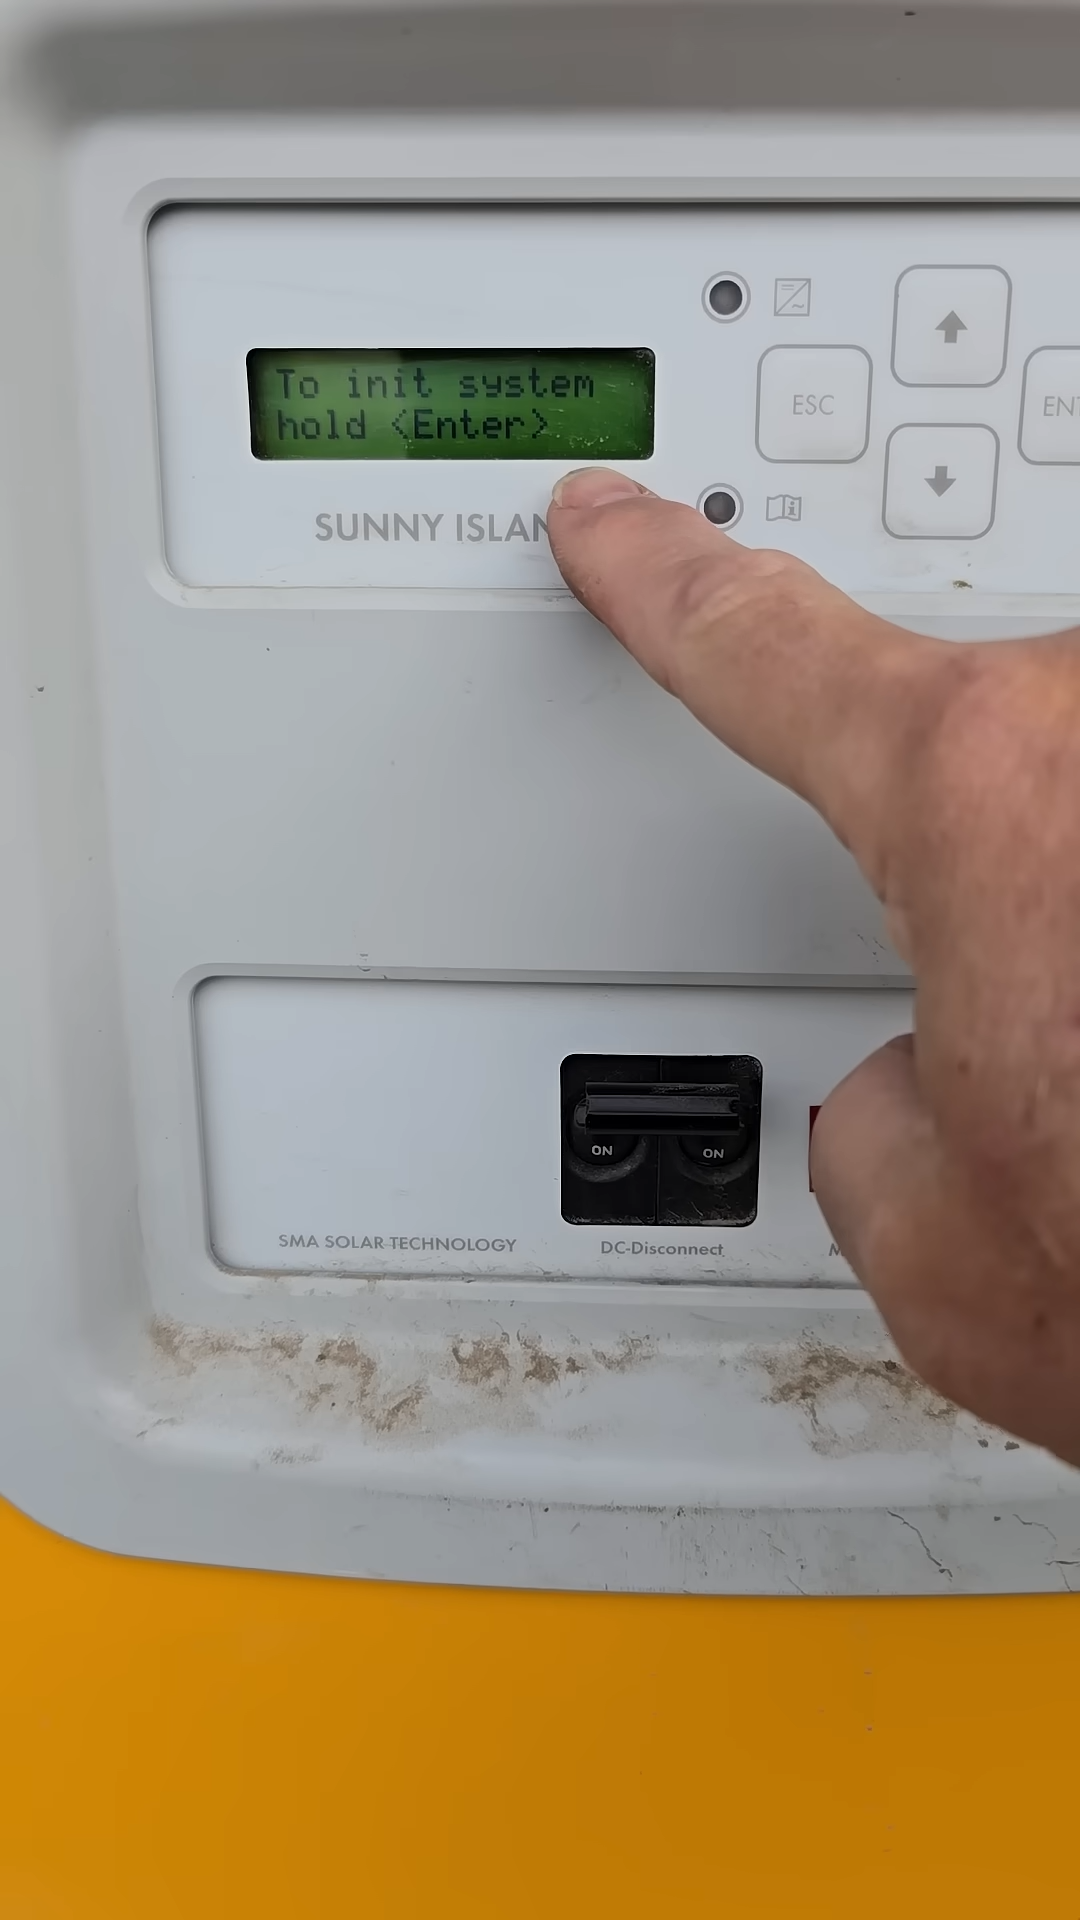 To init system
hold <Enter>
ESC
SUNNY ISLAN
ON ON
SMA SOLAR TECHNOLOGY
DC-Disconnect